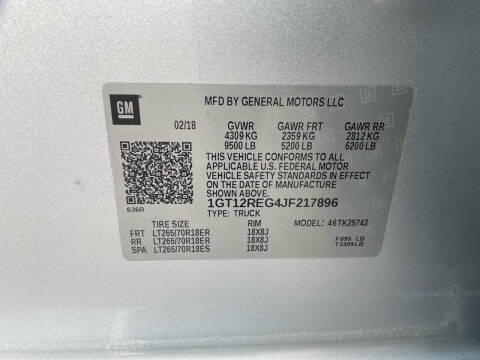 GM
MFD BY GENERAL MOTORS LLC
02/18 GVWR GAWR FRT GAWR RR
4309 KG 2359 KG 2812 KG
9500 LB 5200 LB 6200 LB
THIS VEHICLE CONFORMS TO ALL
APPLICABLE U.S. FEDERAL MOTOR
VEHICLE SAFETY STANDARDS IN EFFECT
ON THE DATE OF MANUFACTURE
SHOWN ABOVE.
1GT12REG4JF217896
636R
TYPE: TRUCK
TIRE SIZE RIM MODEL: 46TK25743
FRT LT265/70R18ER 18X8J
RR LT265/70R18ER 18X8J
SPA LT265/70R18ES 18X8J
F895 LB
T1809LB